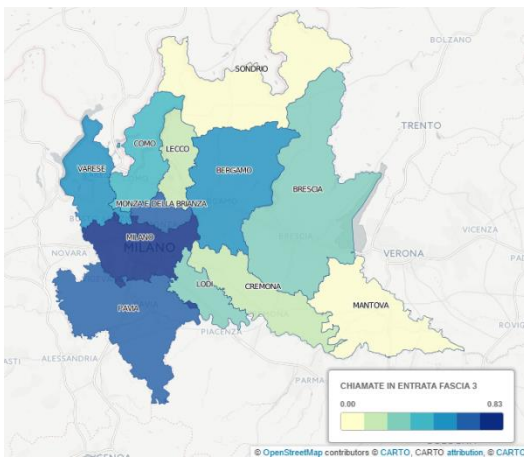 BOLZANO
SONDRIO
TRENTO
COMO
LECCO
VARESE
BERGAMO
BRESCIA
MONZA E DELLA BRIANZA
MILANO
MILANO
NOVARA
VERONA
VICENZA
LODI
CREMONA
PAVIA
MANTOVA
PIACENZA
ROVIG
ASTI
ALESSANDRIA
PARMA
CHIAMATE IN ENTRATA FASCIA 3
0.00 0.83
© OpenStreetMap contributors © CARTO, CARTO attribution, © CARTO